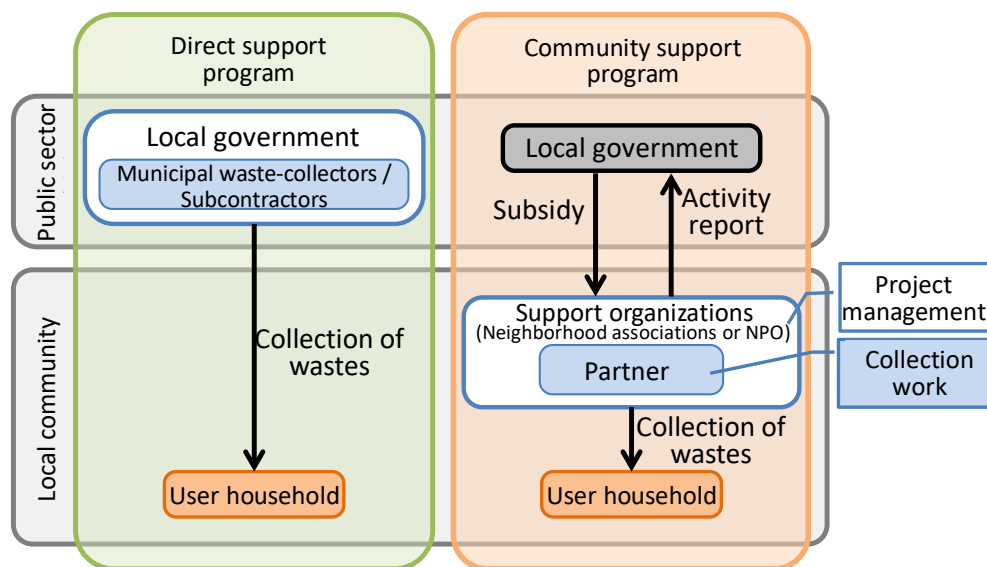 Direct support
program
Community support
program
Public sector
Local government
Municipal waste-collectors /
Subcontractors
Local government
Subsidy
Activity
report
Local community
Collection of
wastes
Support organizations
(Neighborhood associations or NPO)
Partner
Project
management
Collection
work
Collection of
wastes
User household
User household